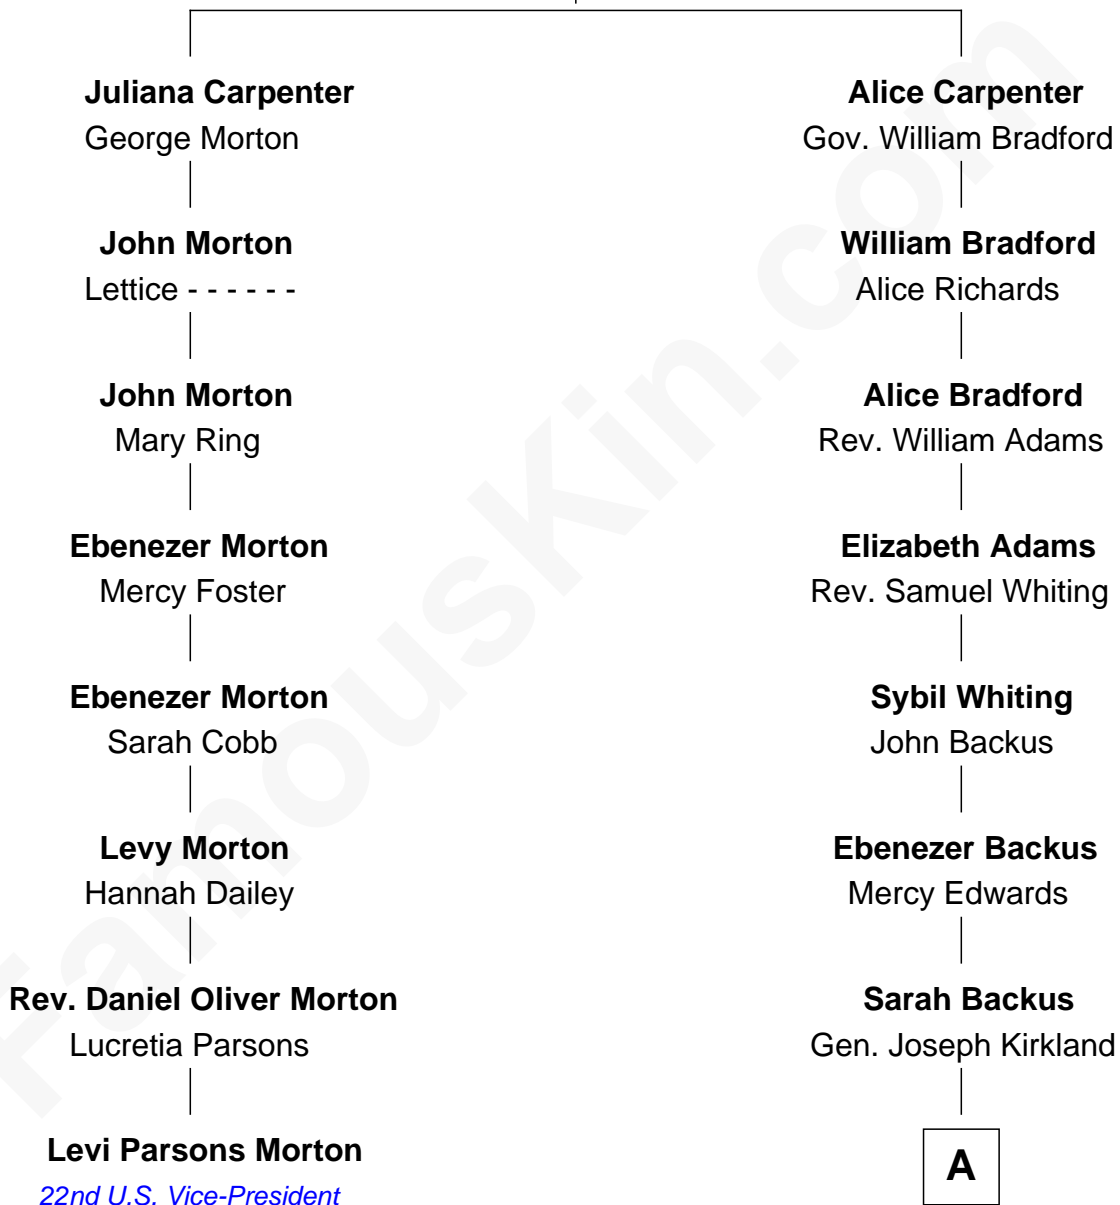 Juliana Carpenter
George Morton
Alice Carpenter
Gov. William Bradford
John Morton
Lettice - - - - - -
William Bradford
Alice Richards
John Morton
Mary Ring
Alice Bradford
Rev. William Adams
Ebenezer Morton
Mercy Foster
Elizabeth Adams
Rev. Samuel Whiting
Ebenezer Morton
Sarah Cobb
Sybil Whiting
John Backus
Levy Morton
Hannah Dailey
Ebenezer Backus
Mercy Edwards
Rev. Daniel Oliver Morton
Lucretia Parsons
Sarah Backus
Gen. Joseph Kirkland
Levi Parsons Morton
22nd U.S. Vice-President
A
FamousKin.com